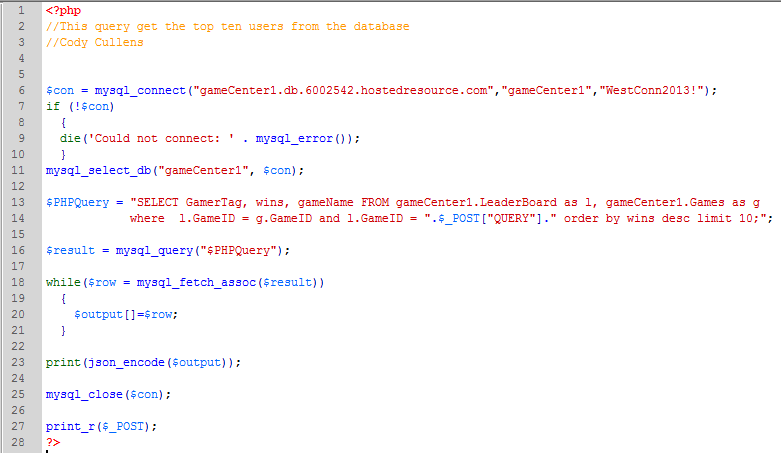 1 <?php
2 //This query get the top ten users from the database
3 //Cody Cullens
4
5
6 $con = mysql_connect("gameCenter1.db.6002542.hostedresource.com","gameCenter1","WestConn2013!");
7 if (!$con)
8 {
9 die('Could not connect: ' . mysql_error());
10 }
11 mysql_select_db("gameCenter1", $con);
12
13 $PHPQuery = "SELECT GamerTag, wins, gameName FROM gameCenter1.LeaderBoard as l, gameCenter1.Games as g
14 where  l.GameID = g.GameID and l.GameID = ".$_POST["QUERY"]." order by wins desc limit 10;";
15
16 $result = mysql_query("$PHPQuery");
17
18 while($row = mysql_fetch_assoc($result))
19 {
20 $output[]=$row;
21 }
22
23 print(json_encode($output));
24
25 mysql_close($con);
26
27 print_r($_POST);
28 ?>